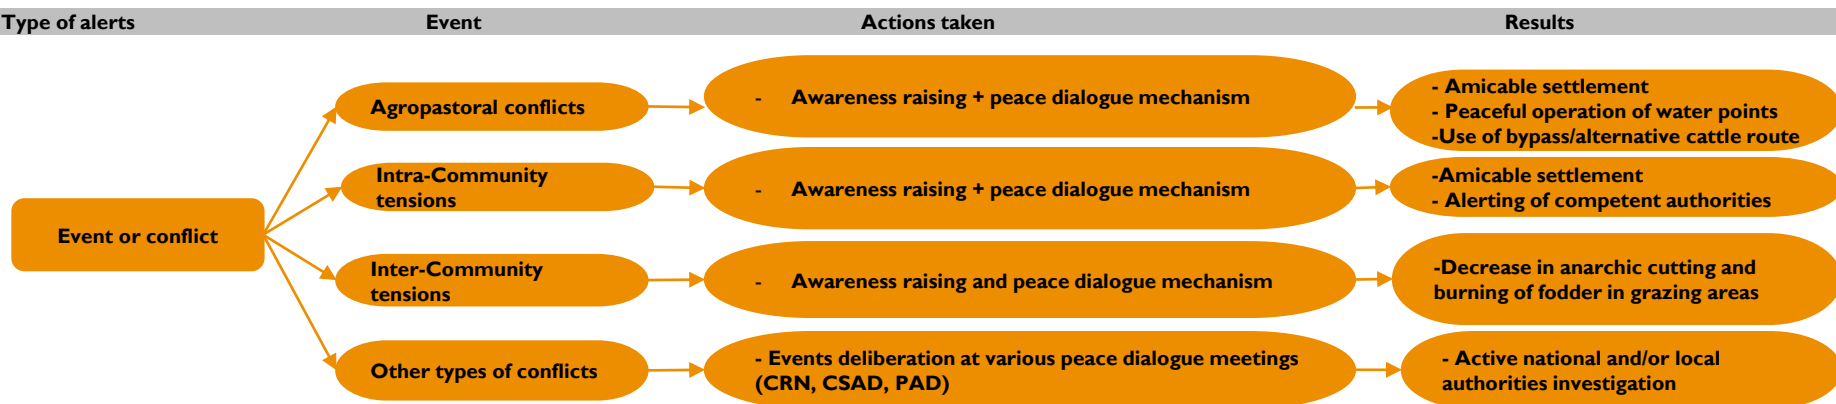 Type of alerts Event Actions taken Results
Agropastoral conflicts
- Awareness raising + peace dialogue mechanism
- Amicable settlement
- Peaceful operation of water points
-Use of bypass/alternative cattle route
Intra-Community
tensions
- Awareness raising + peace dialogue mechanism
-Amicable settlement
- Alerting of competent authorities
Event or conflict
Inter-Community
tensions
- Awareness raising and peace dialogue mechanism
-Decrease in anarchic cutting and
burning of fodder in grazing areas
Other types of conflicts
- Events deliberation at various peace dialogue meetings
(CRN, CSAD, PAD)
- Active national and/or local
authorities investigation